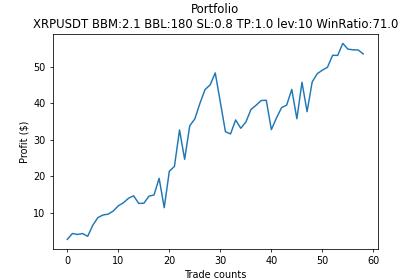 Portfolio
XRPUSDT BBM:2.1 BBL:180 SL:0.8 TP:1.0 lev:10 WinRatio:71.0
Profit ($)
50
40
30
20
10
0 10 20 30 40 50 60
Trade counts